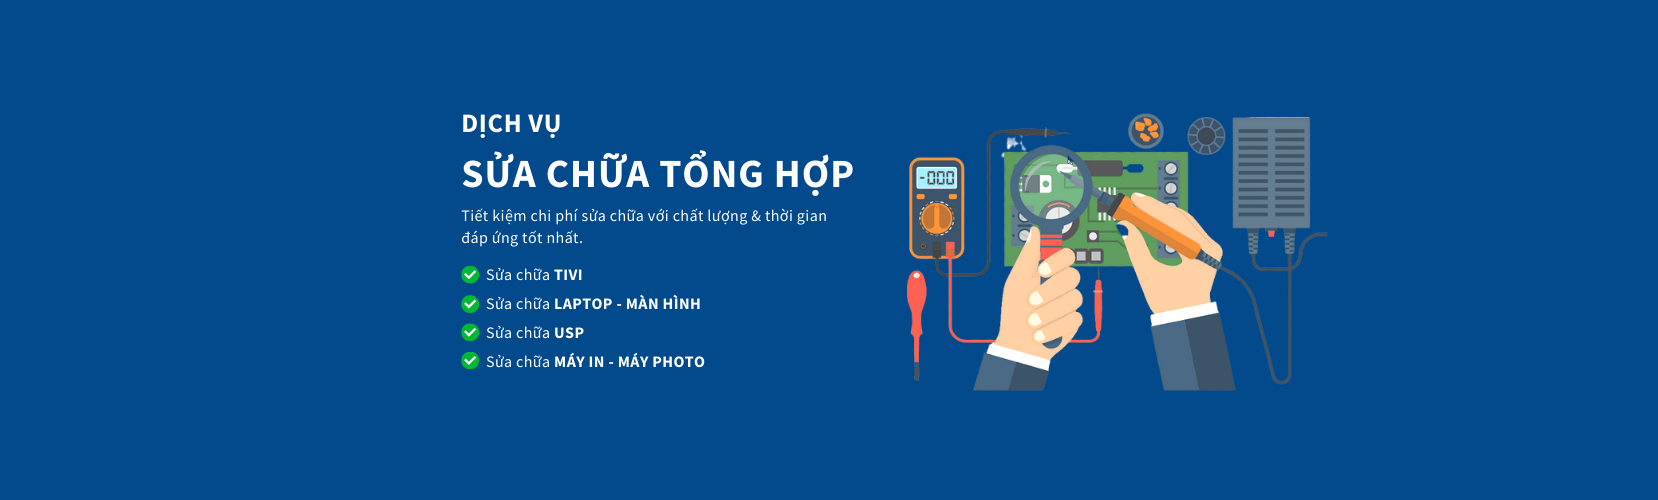 DỊCH VỤ
SỬA CHỮA TỔNG HỢP
Tiết kiệm chi phí sửa chữa với chất lượng & thời gian
đáp ứng tốt nhất.
Sửa chữa TIVI
Sửa chữa LAPTOP - MÀN HÌNH
Sửa chữa USP
Sửa chữa MÁY IN - MÁY PHOTO
-000